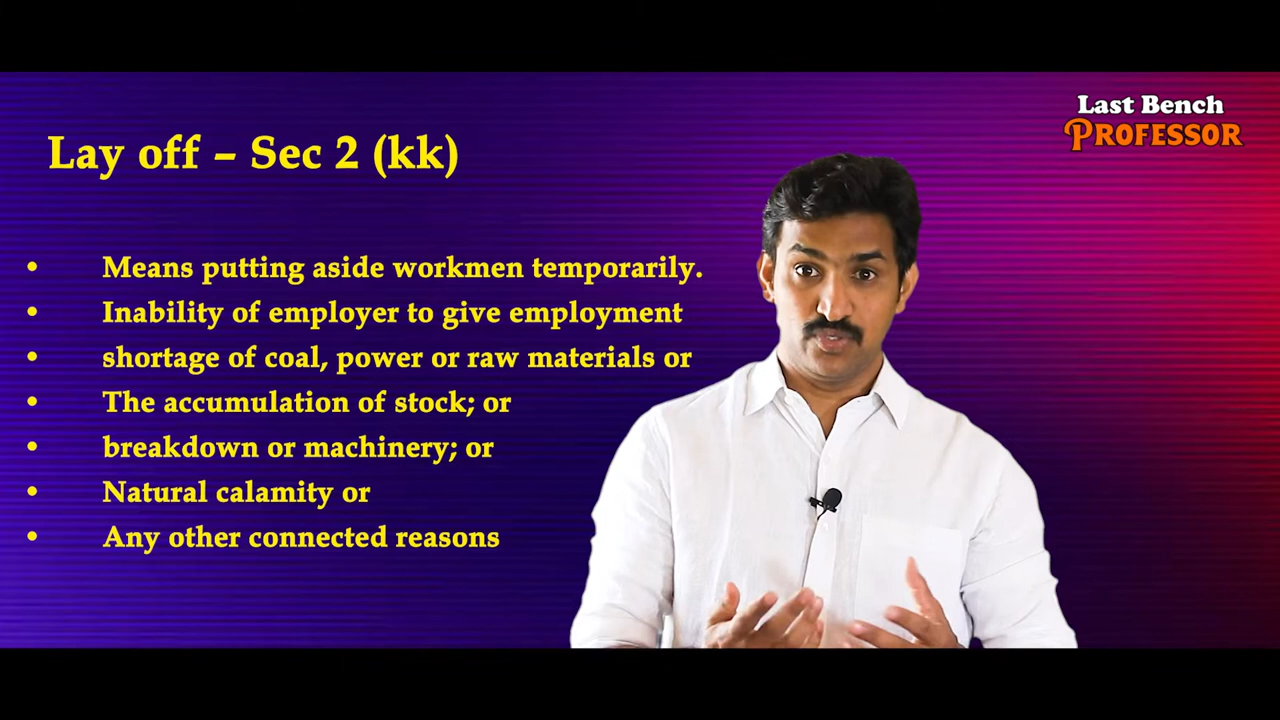 Last Bench
PROFESSOR
Lay off – Sec 2 (kk)
• Means putting aside workmen temporarily.
• Inability of employer to give employment
• shortage of coal, power or raw materials or
• The accumulation of stock; or
• breakdown or machinery; or
• Natural calamity or
• Any other connected reasons